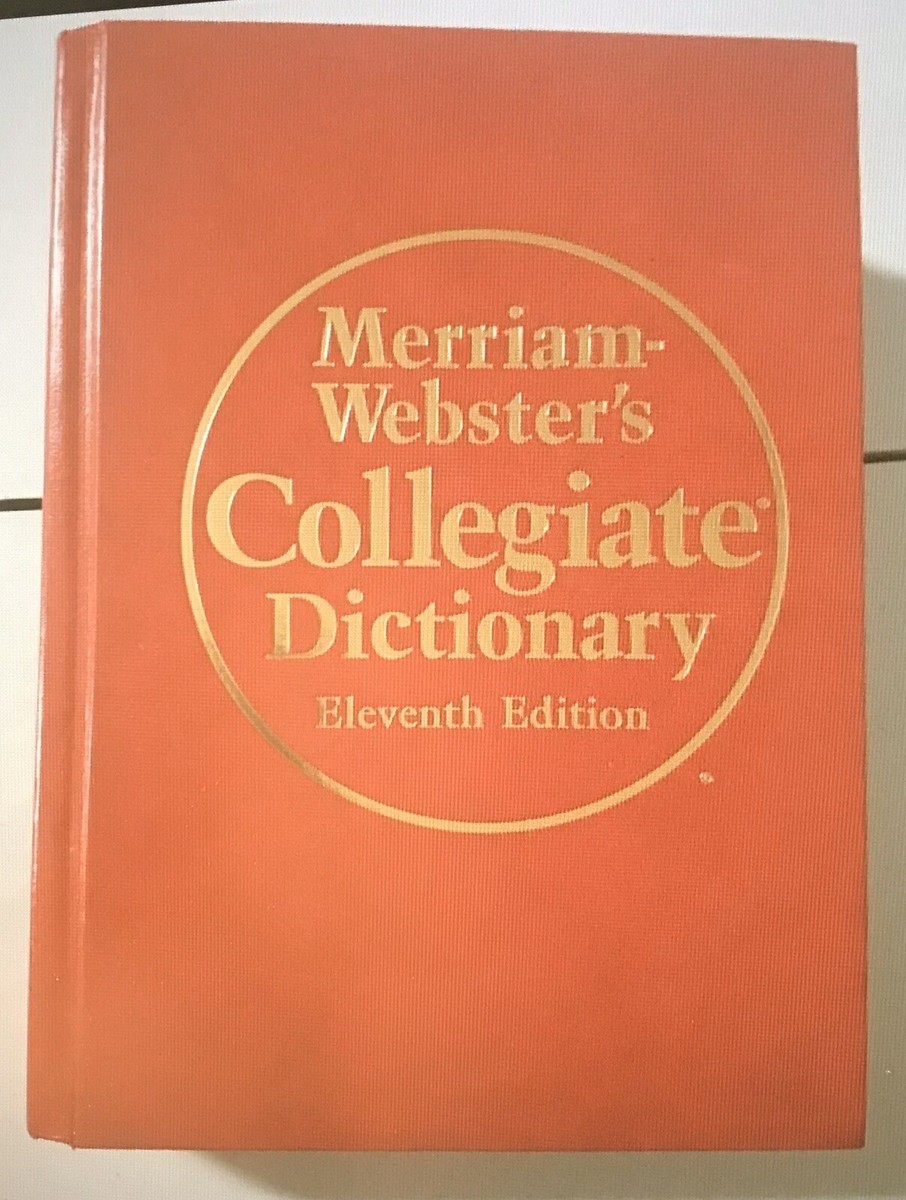 Merriam-
Webster's
Collegiate®
Dictionary
Eleventh Edition